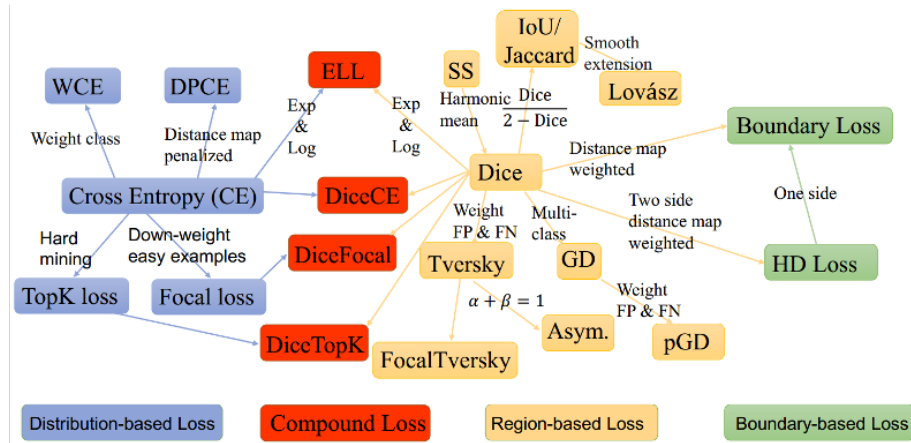 IoU/
Jaccard
Smooth
extension
Lovász
WCE
DPCE
ELL
SS
Harmonic
mean
Dice
2 − Dice
Exp
&
Log
Exp
&
Log
Weight class
Distance map
penalized
Boundary Loss
Distance map
weighted
Dice
Cross Entropy (CE)
DiceCE
One side
Two side
distance map
weighted
Weight
FP & FN
Multi-
class
Hard
mining
Down-weight
easy examples
DiceFocal
Tversky
GD
HD Loss
TopK loss
Focal loss
α + β = 1
Weight
FP & FN
DiceTopK
FocalTversky
Asym.
pGD
Distribution-based Loss
Compound Loss
Region-based Loss
Boundary-based Loss